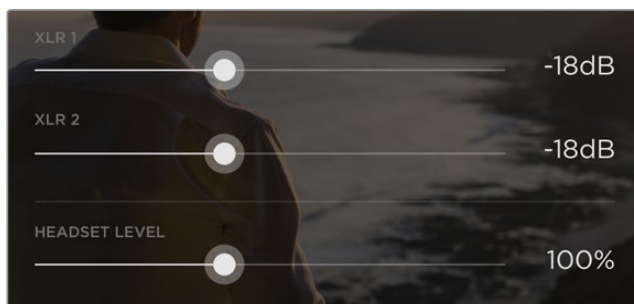 XLR 1
-18dB
XLR 2
-18dB
HEADSET LEVEL
100%